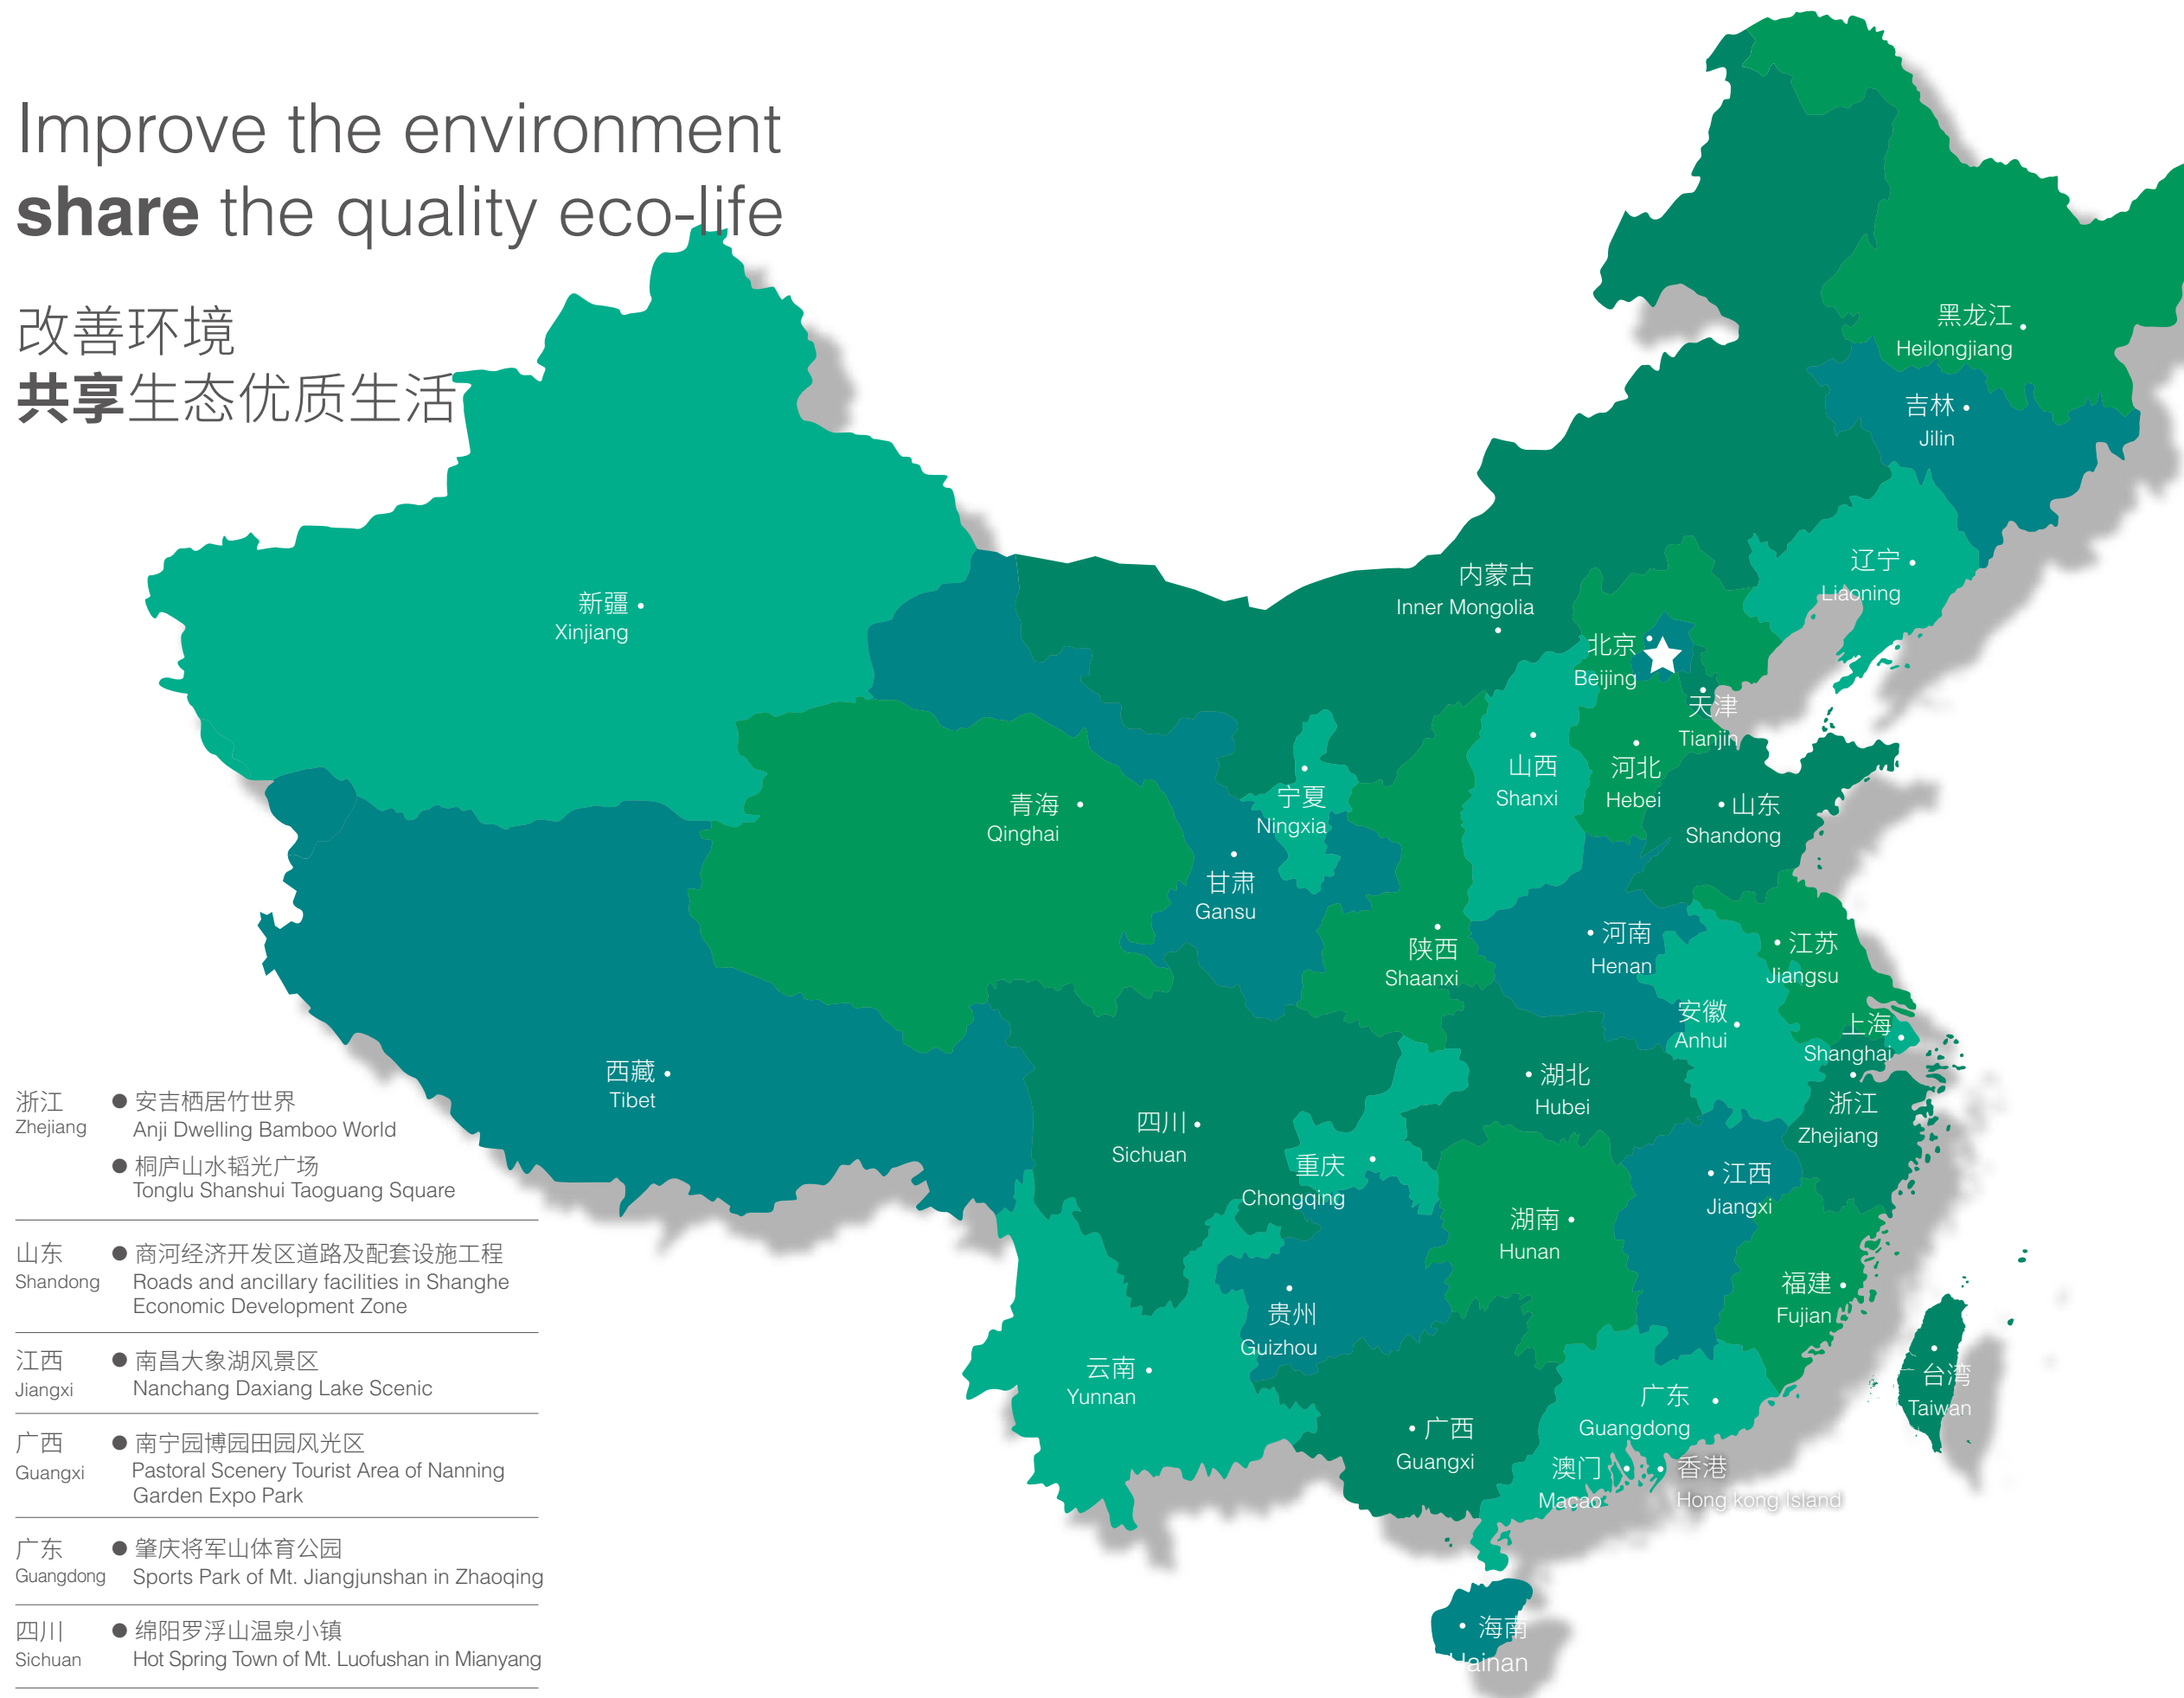 Improve the environment
share the quality eco-life
改善环境
共享生态优质生活
黑龙江
Heilongjiang
吉林
Jilin
辽宁
Liaoning
内蒙古
Inner Mongolia
新疆
Xinjiang
北京
Beijing
天津
Tianjin
山西
Shanxi
河北
Hebei
山东
Shandong
宁夏
Ningxia
青海
Qinghai
甘肃
Gansu
陕西
Shaanxi
河南
Henan
江苏
Jiangsu
安徽
Anhui
上海
Shanghai
西藏
Tibet
四川
Sichuan
湖北
Hubei
重庆
Chongqing
浙江
Zhejiang
江西
Jiangxi
湖南
Hunan
福建
Fujian
贵州
Guizhou
云南
Yunnan
台湾
Taiwan
广东
Guangdong
广西
Guangxi
澳门
Macao
香港
Hong kong Island
海南
Hainan
浙江
Zhejiang
● 安吉栖居竹世界
Anji Dwelling Bamboo World
● 桐庐山水韬光广场
Tonglu Shanshui Taoguang Square
山东
Shandong
● 商河经济开发区道路及配套设施工程
Roads and ancillary facilities in Shanghe
Economic Development Zone
江西
Jiangxi
● 南昌大象湖风景区
Nanchang Daxiang Lake Scenic
广西
Guangxi
● 南宁园博园田园风光区
Pastoral Scenery Tourist Area of Nanning
Garden Expo Park
广东
Guangdong
● 肇庆将军山体育公园
Sports Park of Mt. Jiangjunshan in Zhaoqing
四川
Sichuan
● 绵阳罗浮山温泉小镇
Hot Spring Town of Mt. Luofushan in Mianyang